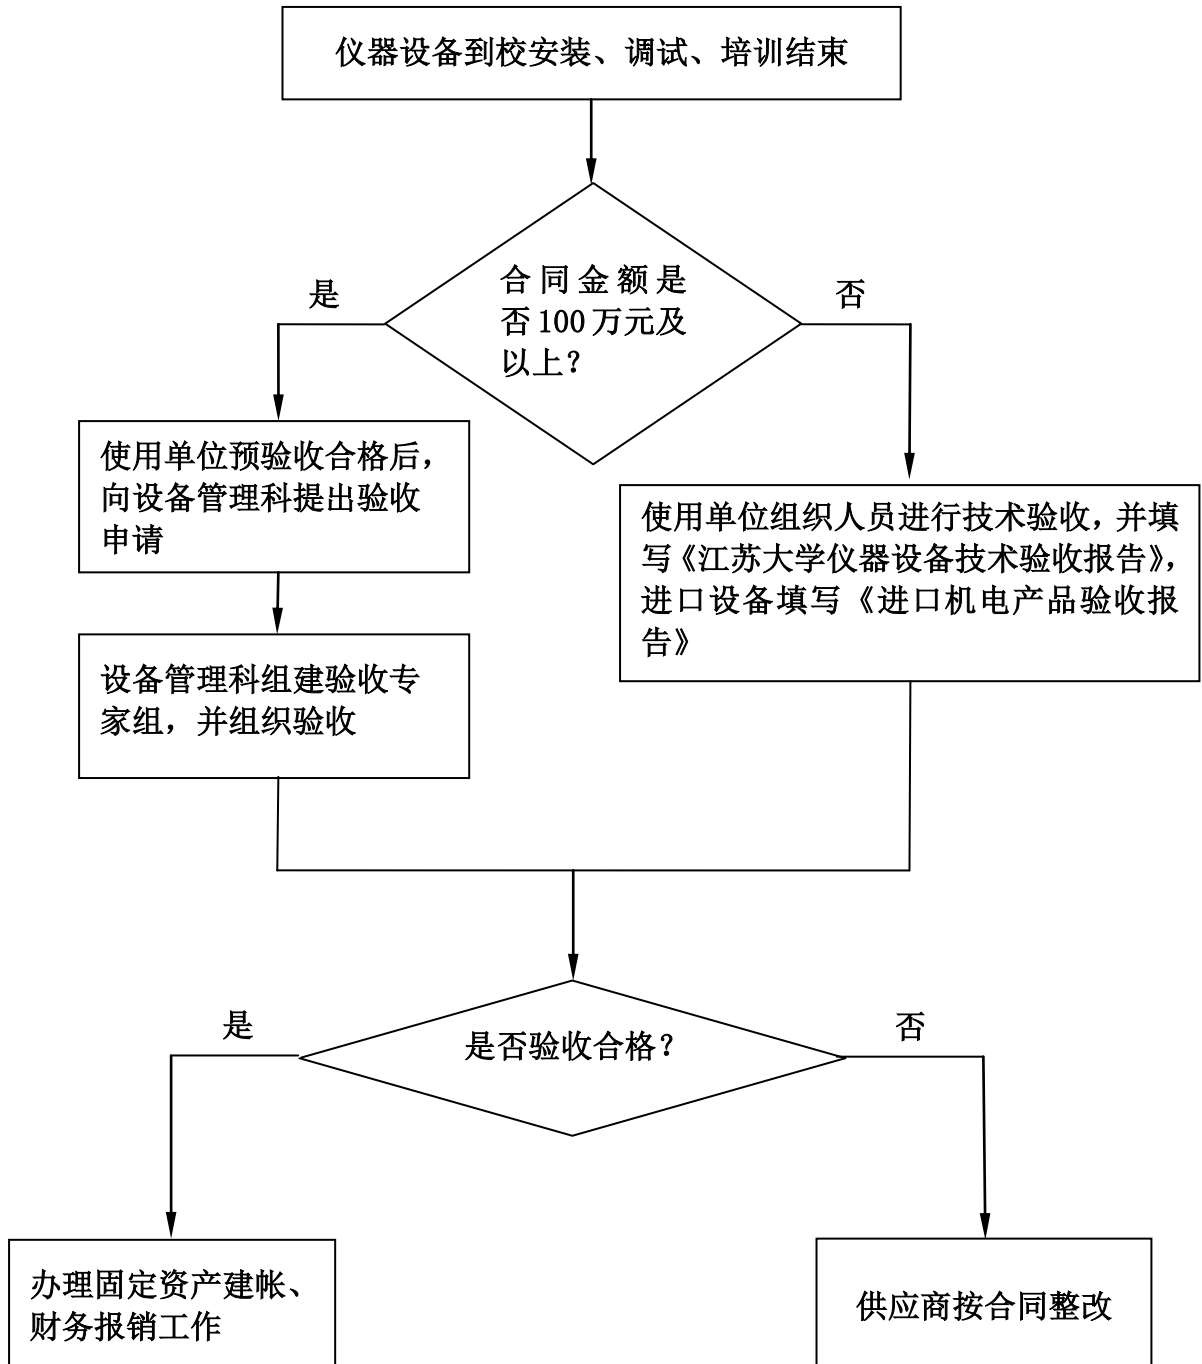 仪器设备到校安装、调试、培训结束
合同金额是
否100万元及
以上？
是
否
使用单位预验收合格后，
向设备管理科提出验收
申请
使用单位组织人员进行技术验收，并填
写《江苏大学仪器设备技术验收报告》，
进口设备填写《进口机电产品验收报
告》
设备管理科组建验收专
家组，并组织验收
是否验收合格？
是
否
办理固定资产建帐、
财务报销工作
供应商按合同整改